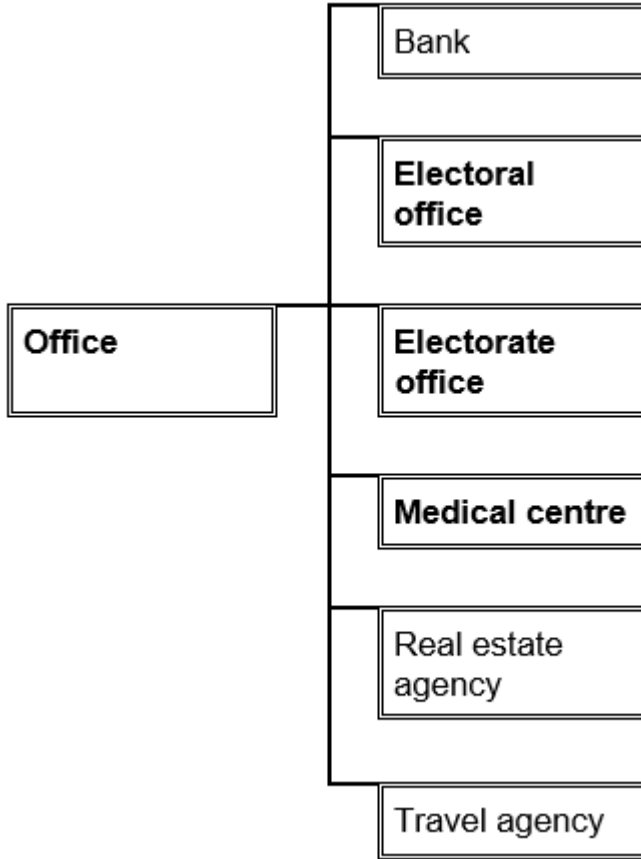 Bank
Electoral
office
Office
Electorate
office
Medical centre
Real estate
agency
Travel agency